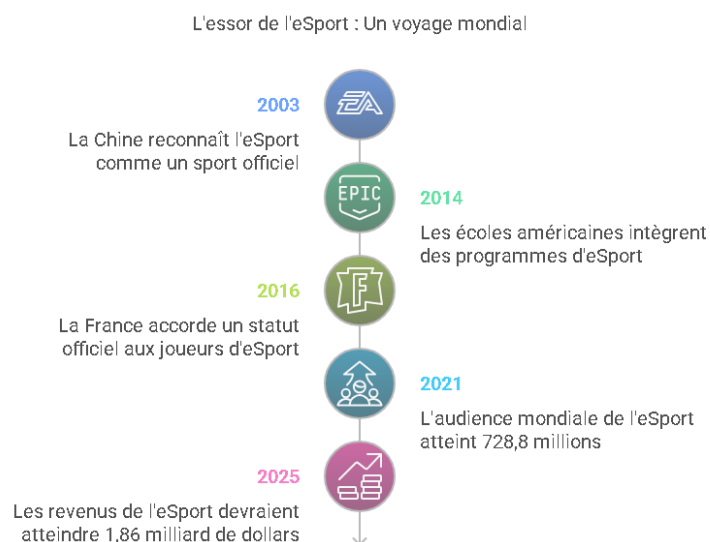 L'essor de l'eSport : Un voyage mondial
2003
La Chine reconnaît l'eSport
comme un sport officiel
EA
EPIC
2014
Les écoles américaines intègrent
des programmes d'eSport
2016
La France accorde un statut
officiel aux joueurs d'eSport
F
2021
L'audience mondiale de l'eSport
atteint 728,8 millions
2025
Les revenus de l'eSport devraient
atteindre 1,86 milliard de dollars